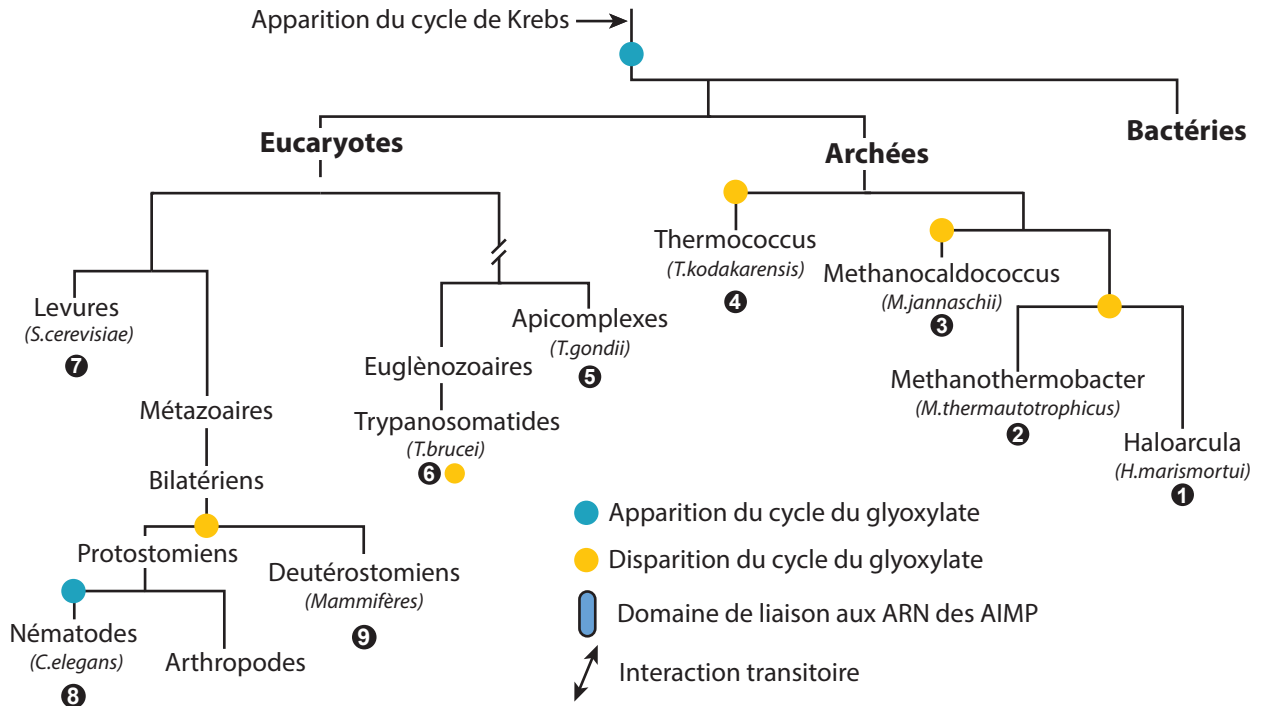 Apparition du cycle de Krebs
Bactéries
Eucaryotes
Archées
Thermococcus
(T.kodakarensis)
4
Methanocaldococcus
(M.jannaschii)
3
Levures
(S.cerevisiae)
7
Apicomplexes
(T.gondii)
5
Euglènozoaires
Methanothermobacter
(M.thermautotrophicus)
2
Métazoaires
Trypanosomatides
(T.brucei)
6
Haloarcula
(H.marismortui)
1
Bilatériens
Protostomiens
Deutérostomiens
(Mammifères)
9
Nématodes
(C.elegans)
8
Arthropodes
Apparition du cycle du glyoxylate
Disparition du cycle du glyoxylate
Domaine de liaison aux ARN des AIMP
Interaction transitoire